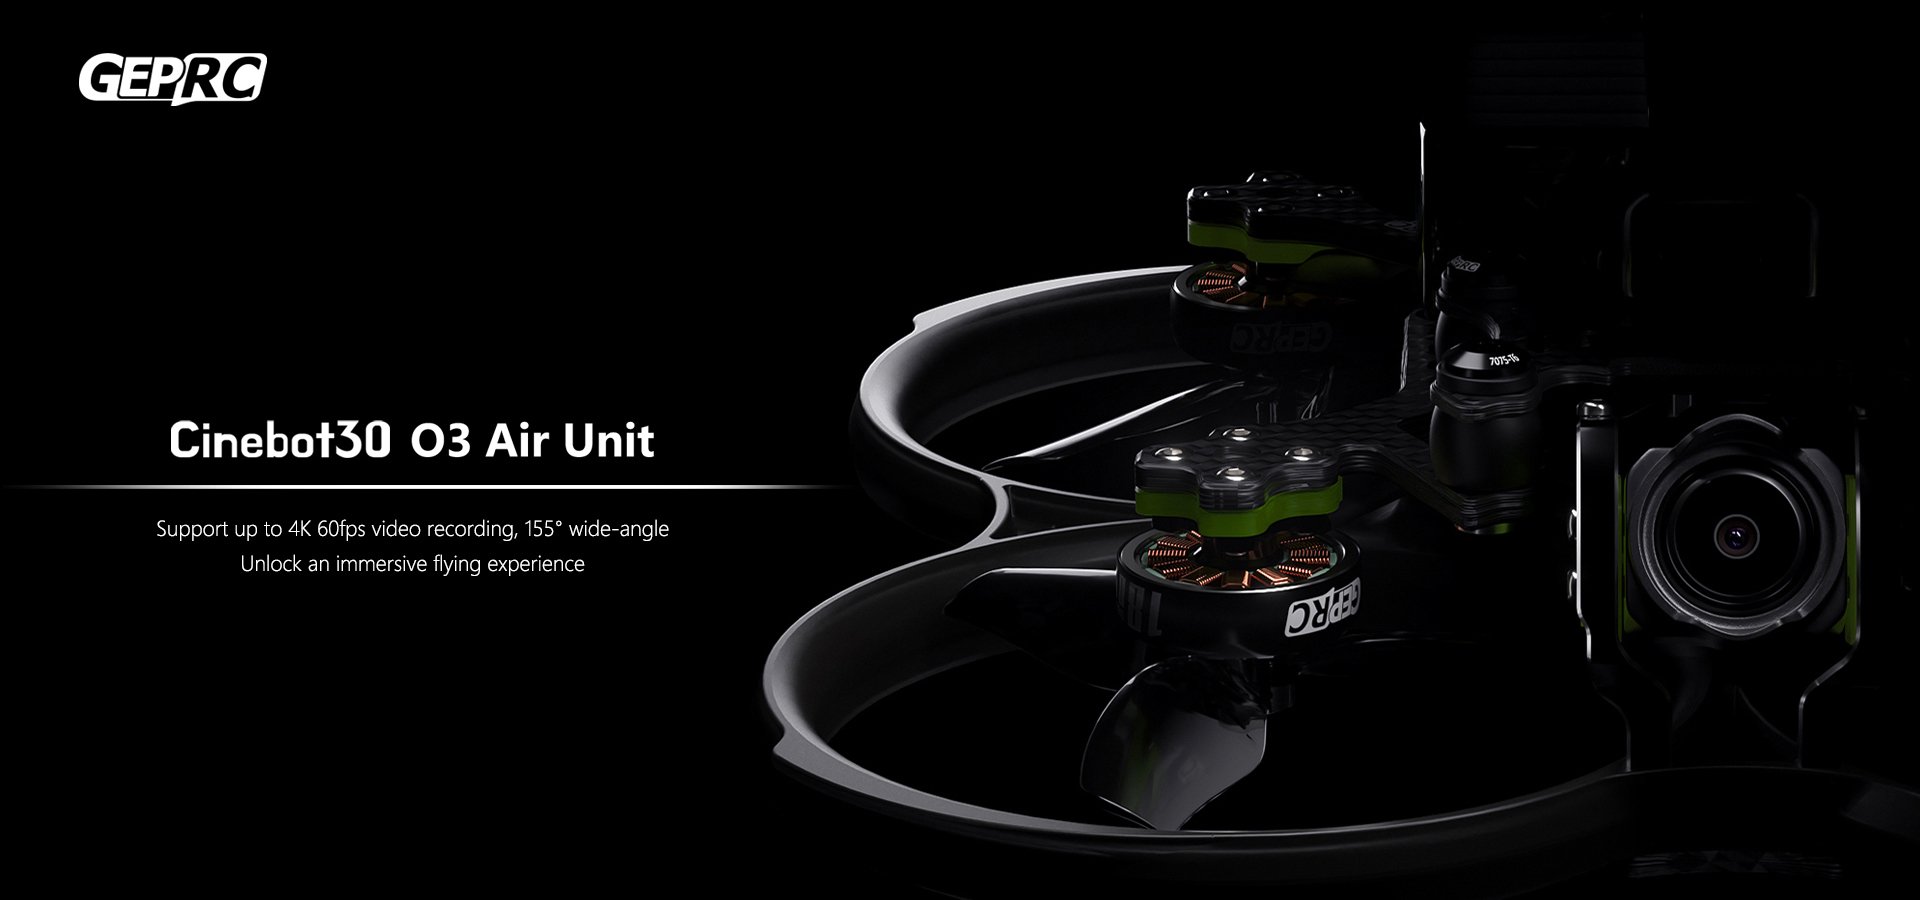 GEPRC
Cinebot30 O3 Air Unit
Support up to 4K 60fps video recording, 155° wide-angle
Unlock an immersive flying experience
GEPRC
GEPRC
7075-T6
GEPRC